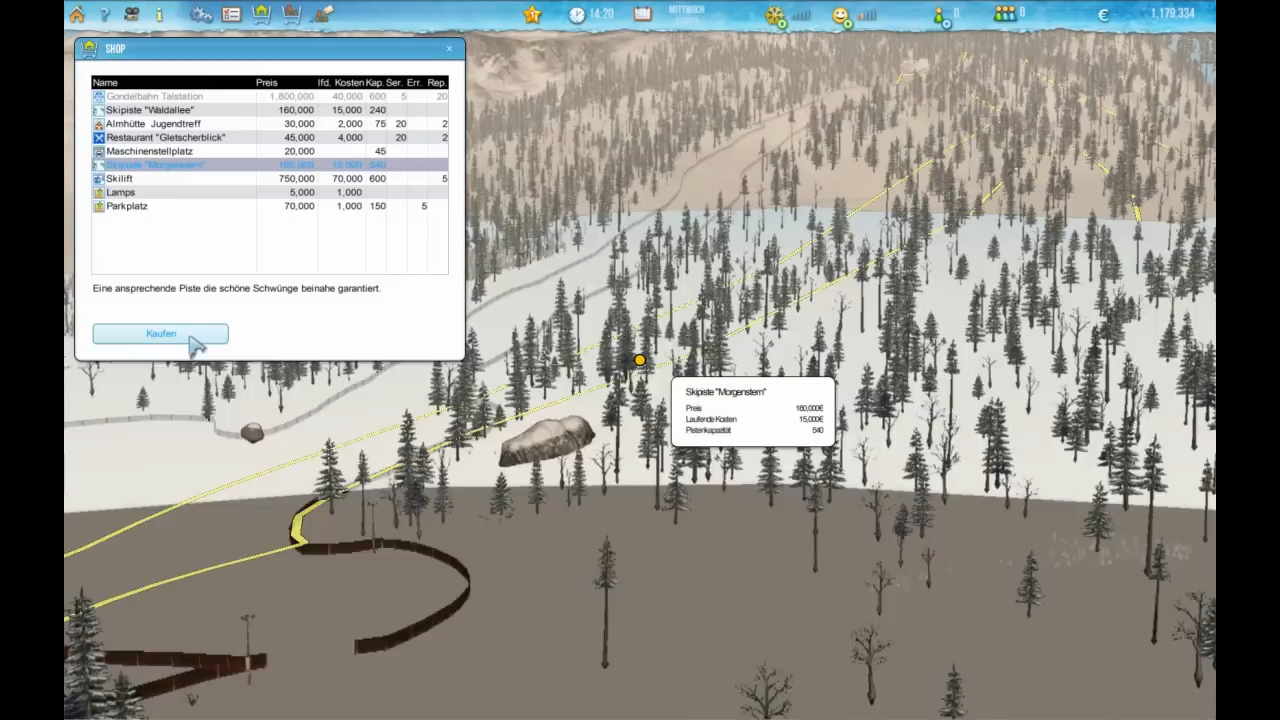 14:20
MITTWOCH
0
0
€
1.179.334
SHOP
Name Preis lfd. Kosten Kap. Ser. Err. Rep.
Gondelbahn Talstation 1,800,000 40,000 600 5 20
Skipiste "Waldallee" 160,000 15,000 240
Almhütte Jugendtreff 30,000 2,000 75 20 2
Restaurant "Gletscherblick" 45,000 4,000 20 2
Maschinenstellplatz 20,000 45
Skipiste "Morgenstern" 160,000 15,000 540
Skilift 750,000 70,000 600 5
Lamps 5,000 1,000
Parkplatz 70,000 1,000 150 5
Eine ansprechende Piste die schöne Schwünge beinahe garantiert.
Kaufen
Skipiste "Morgenstern"
Preis 160,000€
Laufende Kosten 15,000€
Pistenkapazität 540